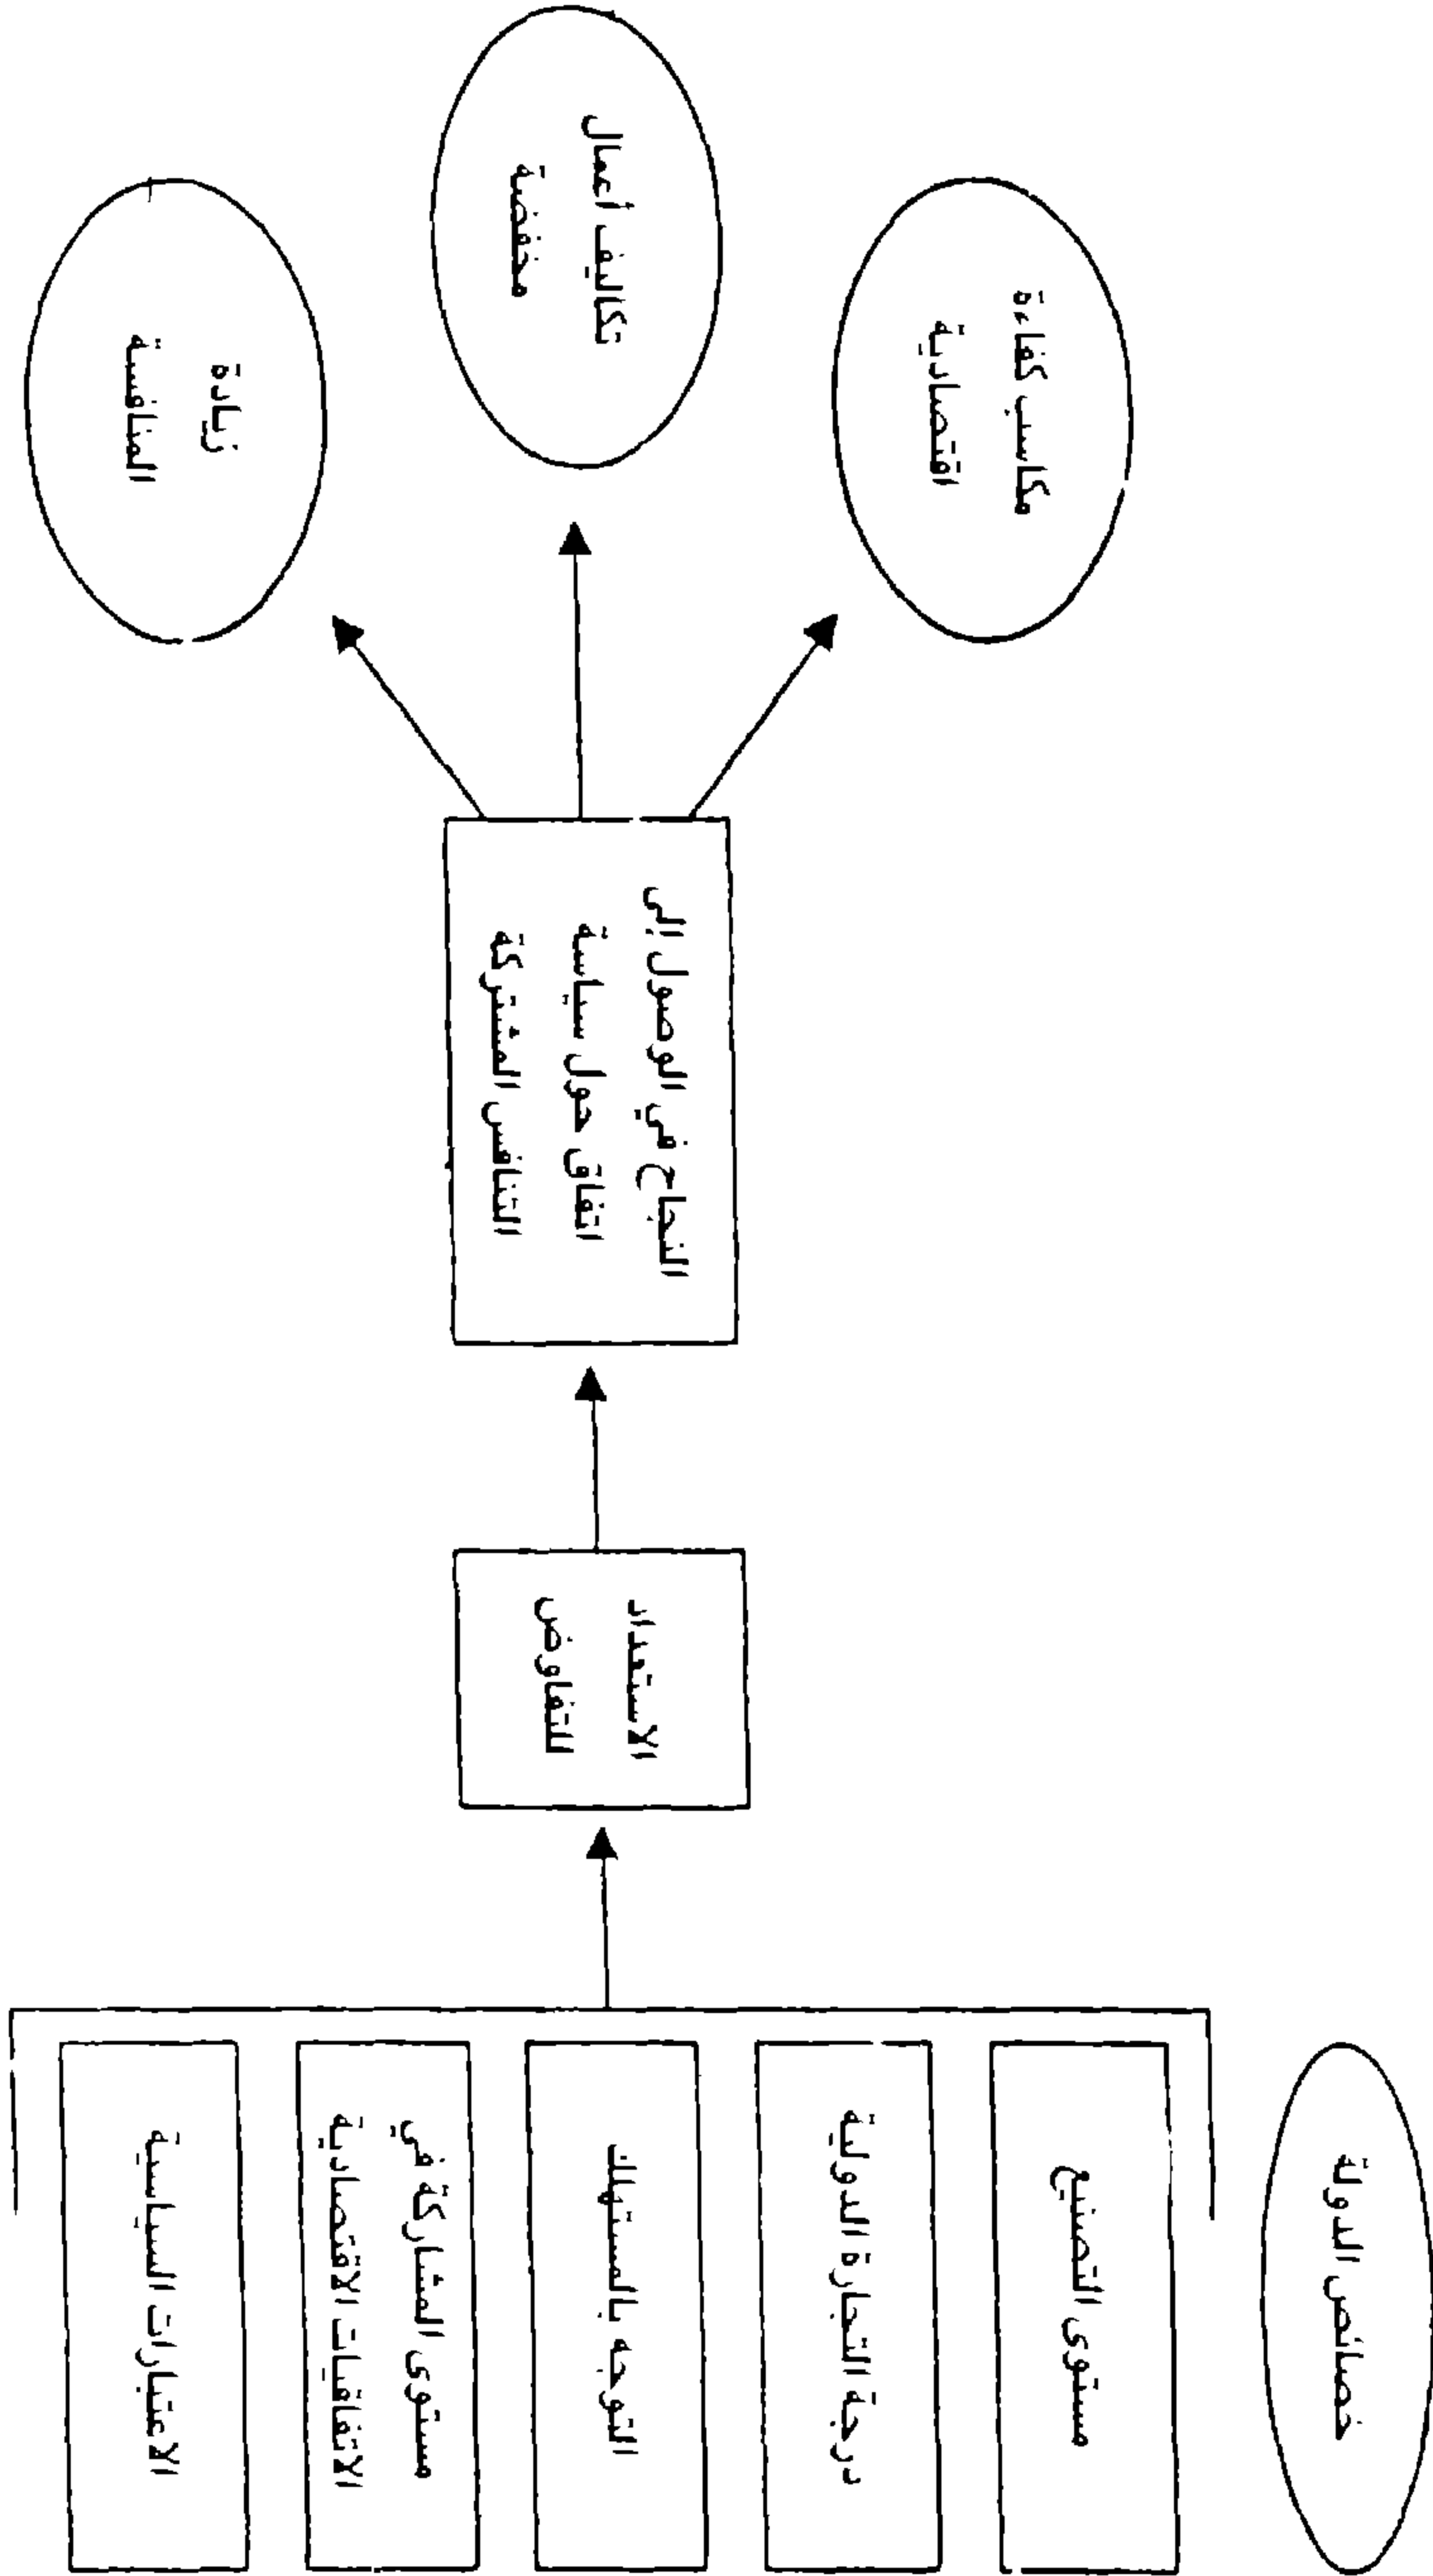 خصائص الدولة
مستوى التصنيع
درجة التجارة الدولية
التوجه بالمستهلك
مستوى المشاركة في
الاتفاقيات الاقتصادية
الاعتبارات السياسية
الاستعداد
للتفاوض
النجاح في الوصول إلى
اتفاق حول سياسة
التنافس المشتركة
مكاسب كفاءة
اقتصادية
تكاليف أعمال
مخفضة
زيادة
المنافسة